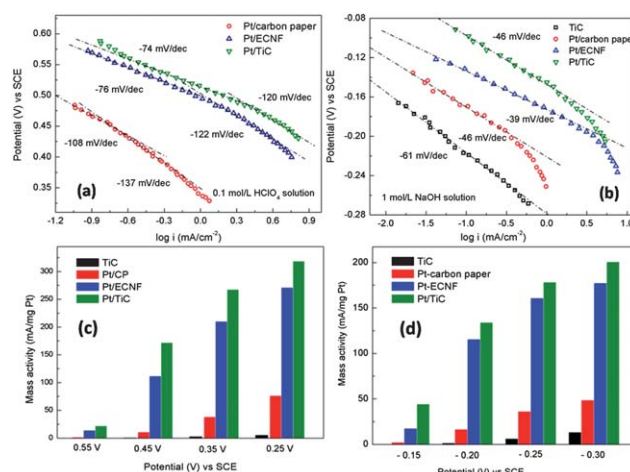 Potential (V) vs SCE
0.60
0.55
0.50
0.45
0.40
0.35
-74 mV/dec
-76 mV/dec
-120 mV/dec
-122 mV/dec
-108 mV/dec
-137 mV/dec
Pt/carbon paper
Pt/ECNF
Pt/TiC
(a)
0.1 mol/L HClO₄ solution
-1.2 -0.9 -0.6 -0.3 0.0 0.3 0.6 0.9
log i (mA/cm⁻²)
Potential (V) vs SCE
-0.08
-0.12
-0.16
-0.20
-0.24
-0.28
TiC
Pt/carbon paper
Pt/ECNF
Pt/TiC
-46 mV/dec
-39 mV/dec
-46 mV/dec
-61 mV/dec
(b)
1 mol/L NaOH solution
-2.0 -1.5 -1.0 -0.5 0.0 0.5 1.0
log i (mA/cm⁻²)
Mass activity (mA/mg Pt)
300
250
200
150
100
50
0
TiC
Pt/CP
Pt/ECNF
Pt/TiC
(c)
0.55 V 0.45 V 0.35 V 0.25 V
Potential (V) vs SCE
Mass activity (mA/mg Pt)
200
150
100
50
0
TiC
Pt-carbon paper
Pt-ECNF
Pt/TiC
(d)
- 0.15 - 0.20 - 0.25 - 0.30
Potential (V) vs SCE